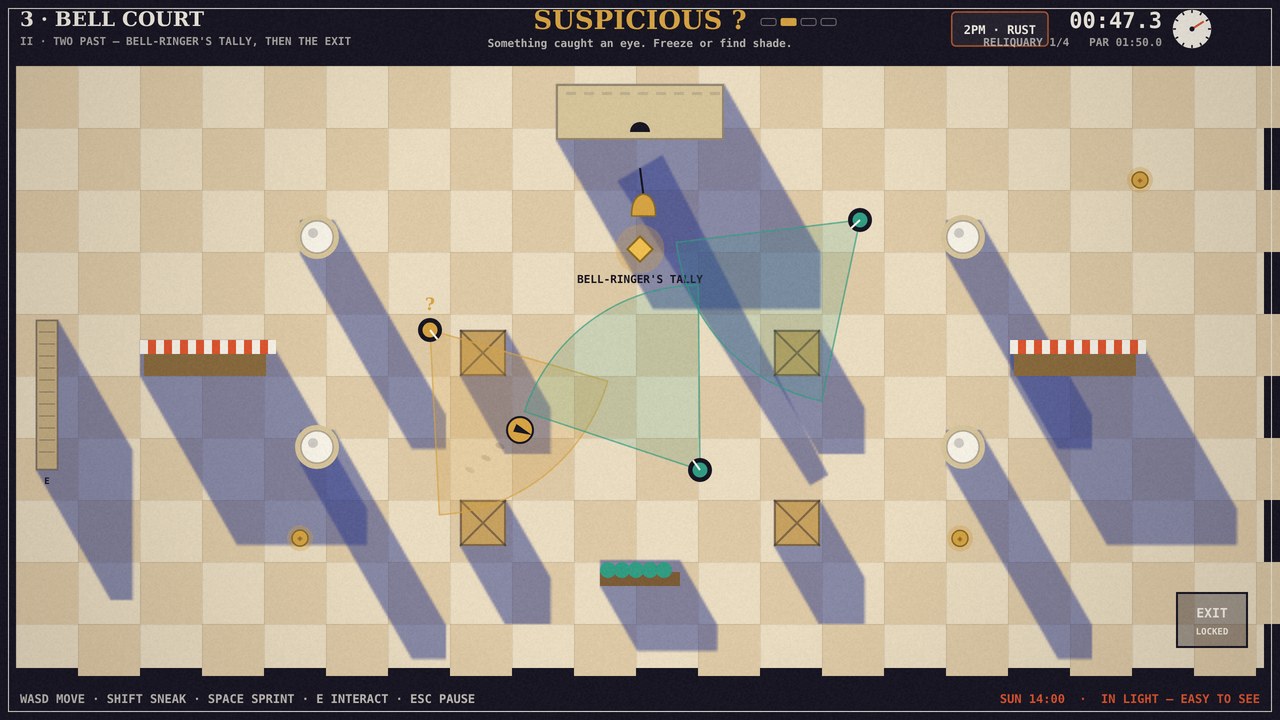 3 · BELL COURT
II · TWO PAST — BELL-RINGER'S TALLY, THEN THE EXIT
SUSPICIOUS ?
Something caught an eye. Freeze or find shade.
2PM · RUST
00:47.3
RELIQUARY 1/4 PAR 01:50.0
BELL-RINGER'S TALLY
?
E
EXIT
LOCKED
WASD MOVE · SHIFT SNEAK · SPACE SPRINT · E INTERACT · ESC PAUSE
SUN 14:00 · IN LIGHT — EASY TO SEE